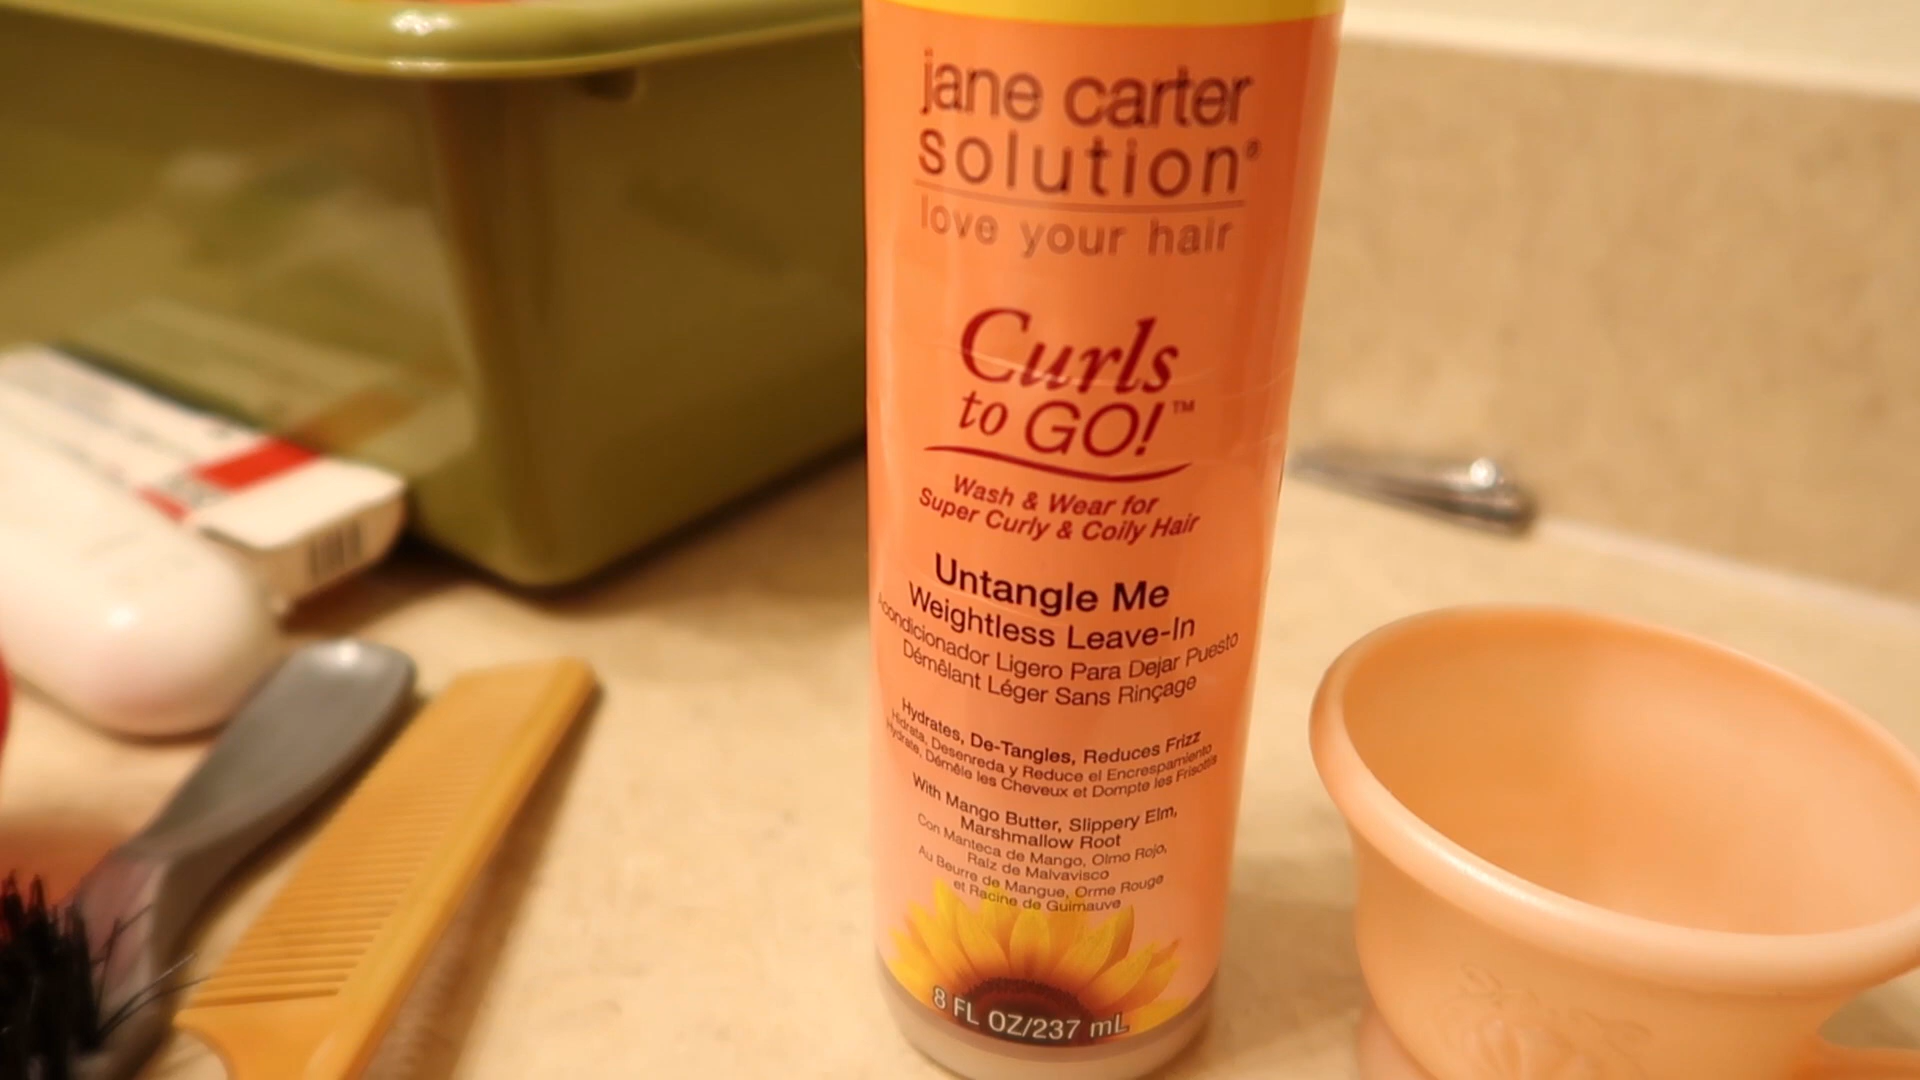 jane carter
solution®
love your hair
Curls
to GO!™
Wash & Wear for
Super Curly & Coily Hair
Untangle Me
Weightless Leave-In
Acondicionador Ligero Para Dejar Puesto
Démêlant Léger Sans Rinçage
Hydrates, De-Tangles, Reduces Frizz
Hidrata, Desenreda y Reduce el Encrespamiento
Hydrate, Démêle les Cheveux et Dompte les Frisottis
With Mango Butter, Slippery Elm,
Marshmallow Root
Con Manteca de Mango, Olmo Rojo,
Raíz de Malvavisco
Au Beurre de Mangue, Orme Rouge
et Racine de Guimauve
8 FL OZ/237 mL